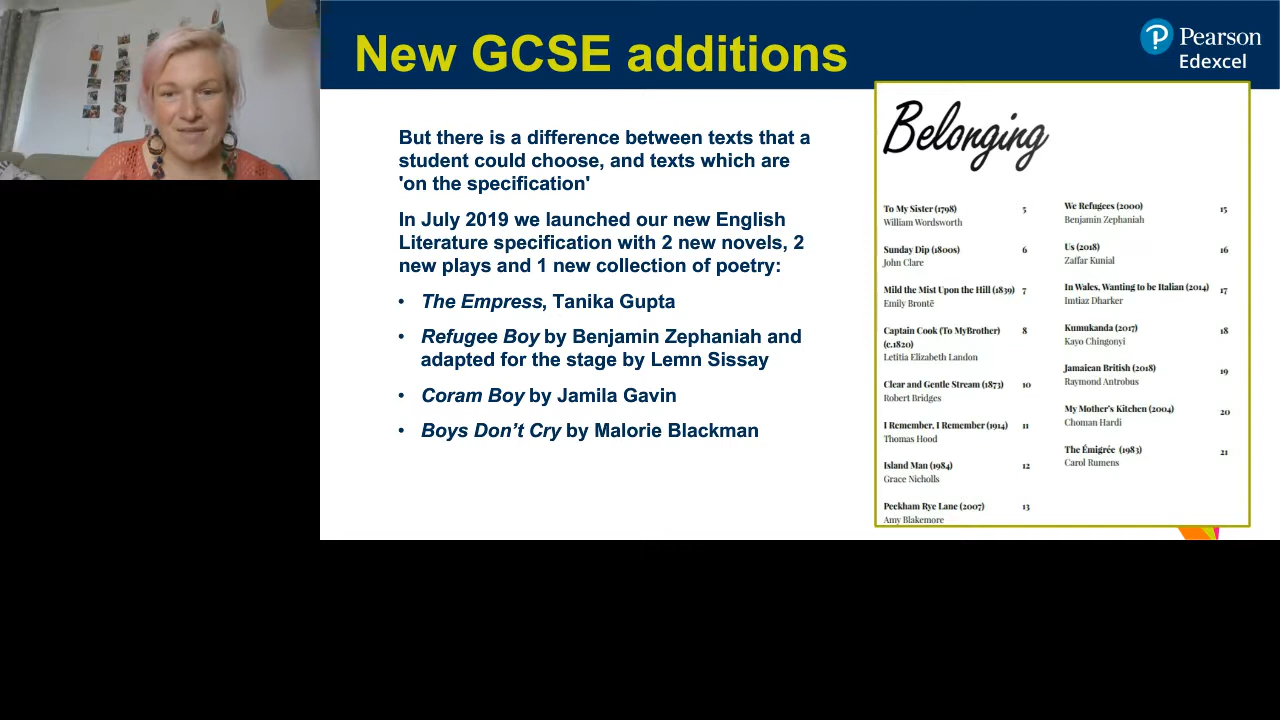 New GCSE additions
Pearson
Edexcel
But there is a difference between texts that a
student could choose, and texts which are
'on the specification'
In July 2019 we launched our new English
Literature specification with 2 new novels, 2
new plays and 1 new collection of poetry:
• The Empress, Tanika Gupta
• Refugee Boy by Benjamin Zephaniah and
adapted for the stage by Lemn Sissay
• Coram Boy by Jamila Gavin
• Boys Don’t Cry by Malorie Blackman
Belonging
To My Sister (1798) 5
William Wordsworth
Sunday Dip (1800s) 6
John Clare
Mild the Mist Upon the Hill (1839) 7
Emily Brontë
Captain Cook (To MyBrother) 8
(c.1820)
Letitia Elizabeth Landon
Clear and Gentle Stream (1873) 10
Robert Bridges
I Remember, I Remember (1914) 11
Thomas Hood
Island Man (1984) 12
Grace Nicholls
Peckham Rye Lane (2007) 13
Amy Blakemore
We Refugees (2000) 15
Benjamin Zephaniah
Us (2018) 16
Zaffar Kunial
In Wales, Wanting to be Italian (2014) 17
Imtiaz Dharker
Kumukanda (2017) 18
Kayo Chingonyi
Jamaican British (2018) 19
Raymond Antrobus
My Mother's Kitchen (2004) 20
Choman Hardi
The Émigrée (1983) 21
Carol Rumens